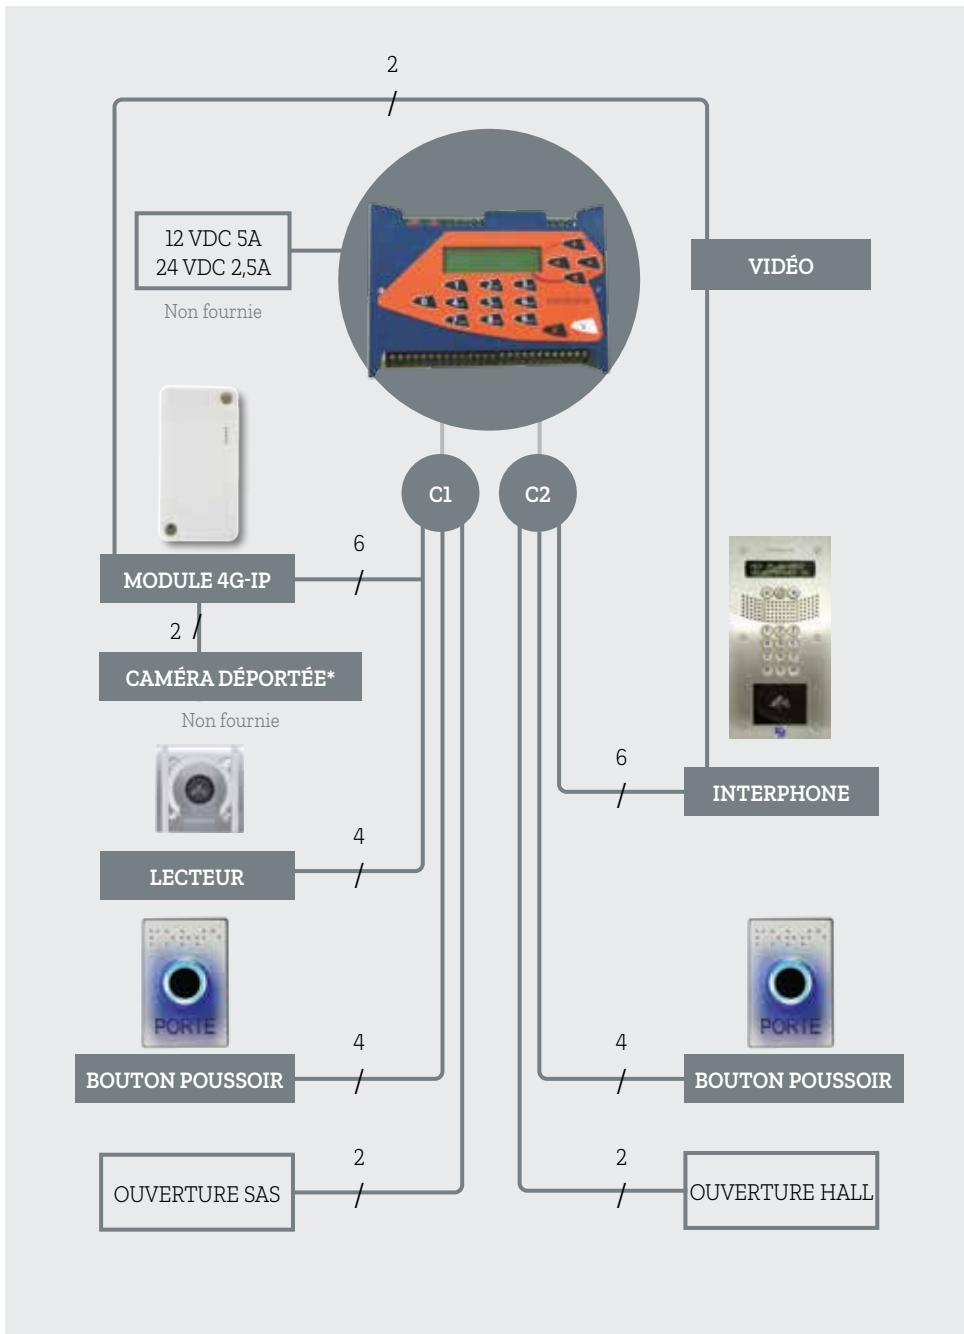 2
12 VDC 5A
24 VDC 2,5A
Non fournie
VIDÉO
C1
C2
6
MODULE 4G-IP
2
CAMÉRA DÉPORTÉE*
Non fournie
6
INTERPHONE
4
LECTEUR
PORTE
PORTE
4
4
BOUTON POUSSOIR
BOUTON POUSSOIR
2
2
OUVERTURE SAS
OUVERTURE HALL